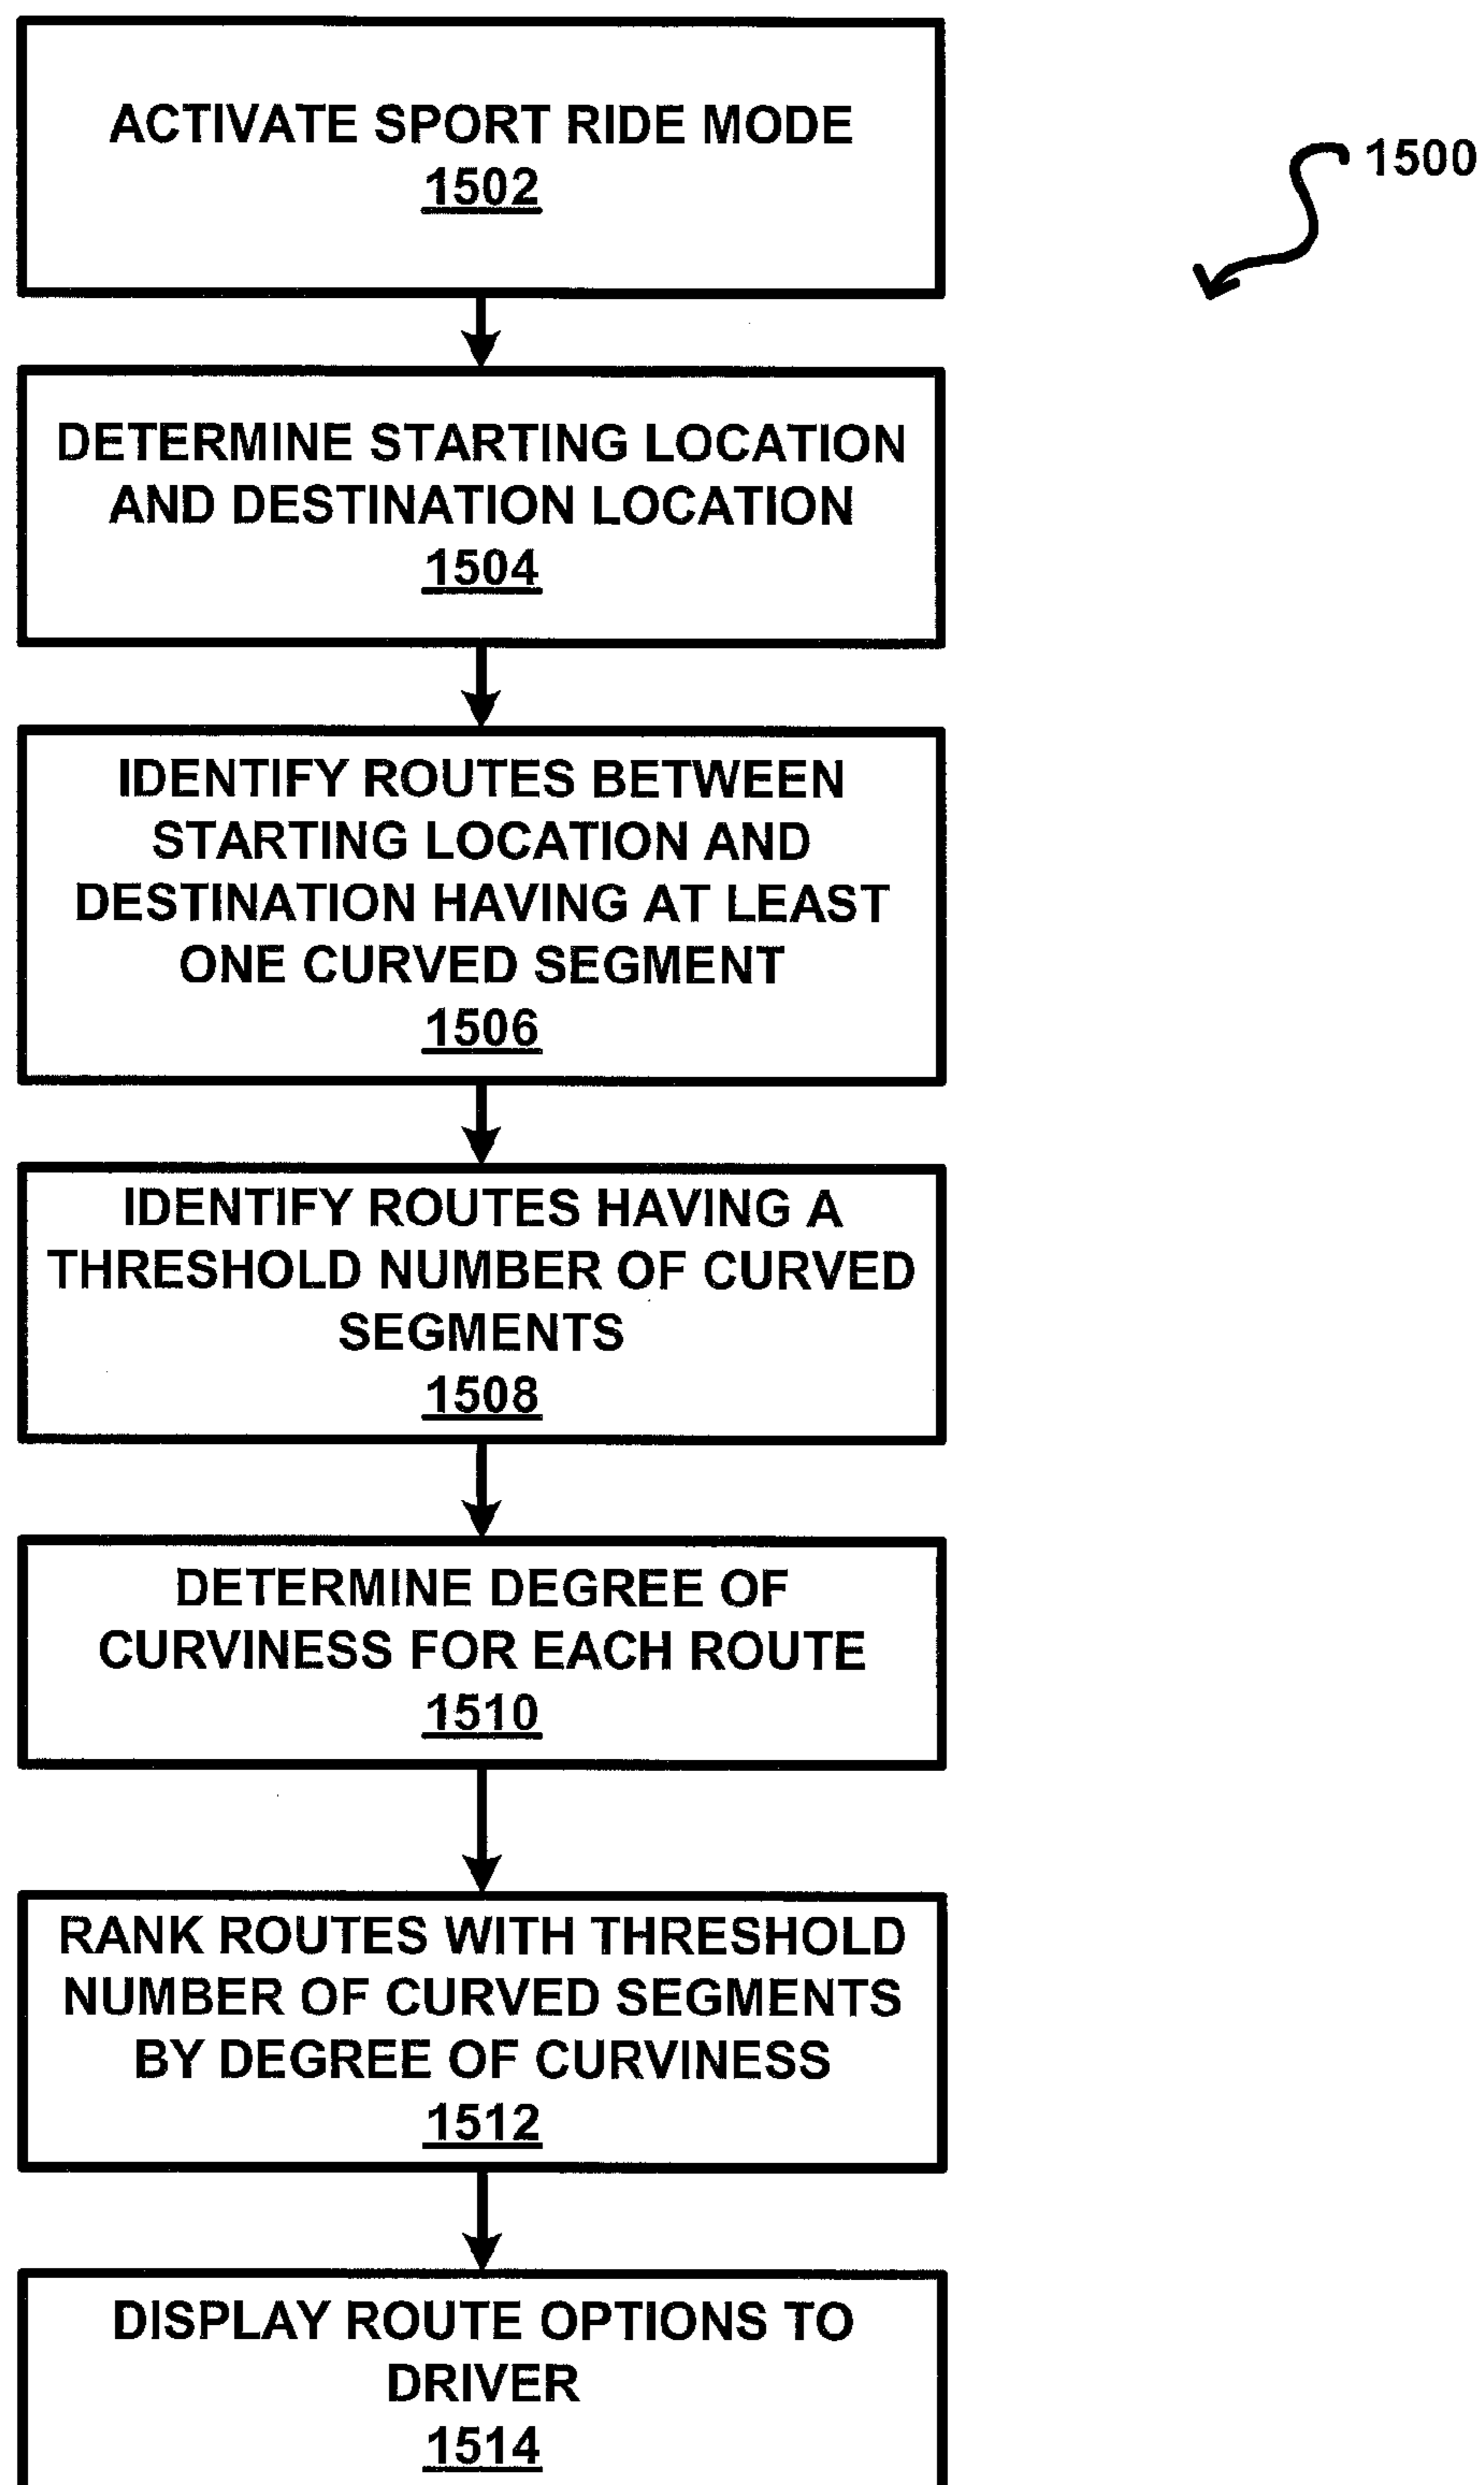 ACTIVATE SPORT RIDE MODE
1502
1500
DETERMINE STARTING LOCATION
AND DESTINATION LOCATION
1504
IDENTIFY ROUTES BETWEEN
STARTING LOCATION AND
DESTINATION HAVING AT LEAST
ONE CURVED SEGMENT
1506
IDENTIFY ROUTES HAVING A
THRESHOLD NUMBER OF CURVED
SEGMENTS
1508
DETERMINE DEGREE OF
CURVINESS FOR EACH ROUTE
1510
RANK ROUTES WITH THRESHOLD
NUMBER OF CURVED SEGMENTS
BY DEGREE OF CURVINESS
1512
DISPLAY ROUTE OPTIONS TO
DRIVER
1514